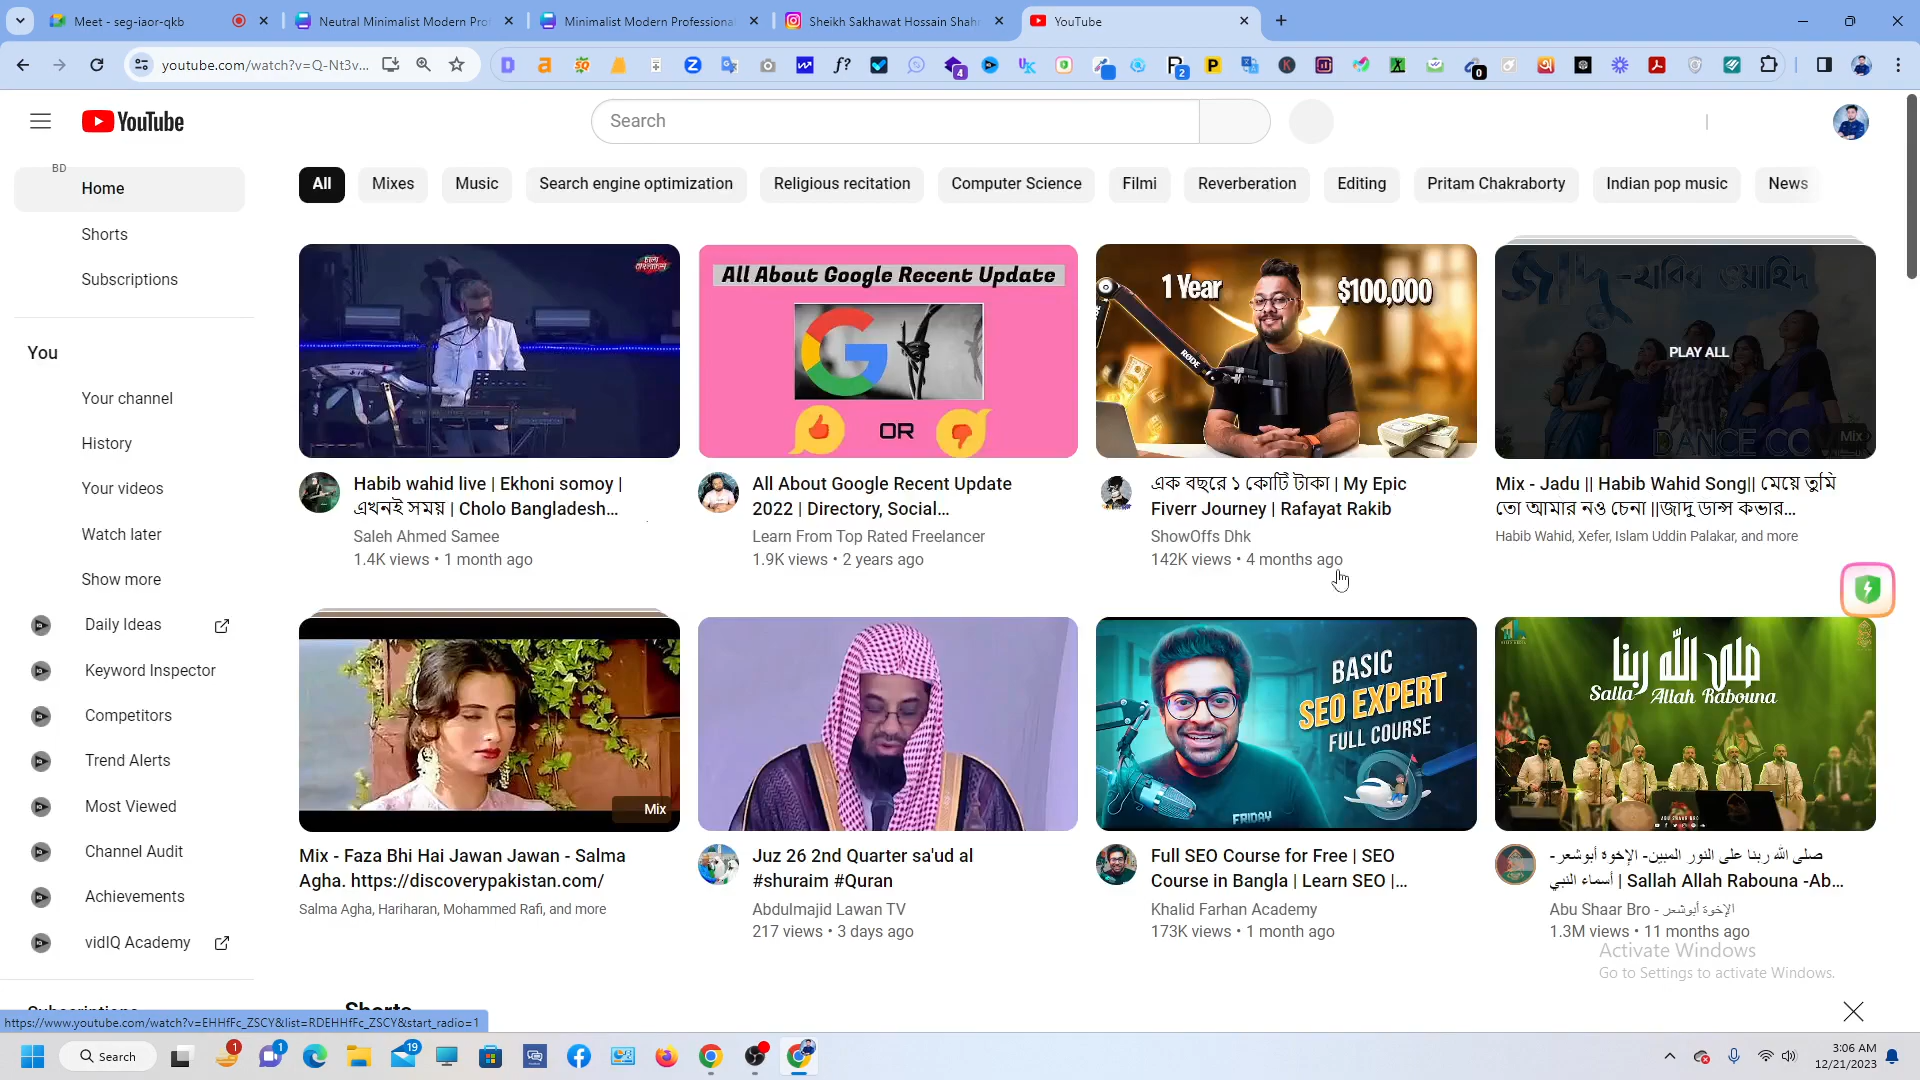 Meet - seg-iaor-qkb
Neutral Minimalist Modern Pro
Minimalist Modern Professiona
Sheikh Sakhawat Hossain Shah
YouTube
youtube.com/watch?v=Q-Nt3v...
YouTube
BD
Search
Home
Shorts
Subscriptions
You
Your channel
History
Your videos
Watch later
Show more
Daily Ideas
Keyword Inspector
Competitors
Trend Alerts
Most Viewed
Channel Audit
Achievements
vidIQ Academy
All
Mixes
Music
Search engine optimization
Religious recitation
Computer Science
Filmi
Reverberation
Editing
Pritam Chakraborty
Indian pop music
News
Habib wahid live | Ekhoni somoy |
এখনই সময় | Cholo Bangladesh...
Saleh Ahmed Samee
1.4K views • 1 month ago
All About Google Recent Update
OR
All About Google Recent Update
2022 | Directory, Social...
Learn From Top Rated Freelancer
1.9K views • 2 years ago
1 Year
$100,000
RODE
এক বছরে ১ কোটি টাকা | My Epic
Fiverr Journey | Rafayat Rakib
ShowOffs Dhk
142K views • 4 months ago
জাদু - হাবিব ওয়াহিদ
PLAY ALL
DANCE COVER
Mix
Mix - Jadu || Habib Wahid Song|| মেয়ে তুমি
তো আমার নও চেনা ||জাদু ডান্স কভার...
Habib Wahid, Xefer, Islam Uddin Palakar, and more
Mix
Mix - Faza Bhi Hai Jawan Jawan - Salma
Agha. https://discoverypakistan.com/
Salma Agha, Hariharan, Mohammed Rafi, and more
Juz 26 2nd Quarter sa'ud al
#shuraim #Quran
Abdulmajid Lawan TV
217 views • 3 days ago
BASIC
SEO EXPERT
FULL COURSE
FRIDAY
Full SEO Course for Free | SEO
Course in Bangla | Learn SEO |...
Khalid Farhan Academy
173K views • 1 month ago
صلى الله ربنا
Salla Allah Rabouna
ABU SHAAR BRO
صلى الله ربنا على النور المبين- الإخوة أبوشعر-
أسماء النبي | Sallah Allah Rabouna -Ab...
Abu Shaar Bro - الإخوة أبوشعر
1.3M views • 11 months ago
Activate Windows
Go to Settings to activate Windows.
Shorts
https://www.youtube.com/watch?v=EHHfFc_ZSCY&list=RDEHHfFc_ZSCY&start_radio=1
Search
3:06 AM
12/21/2023